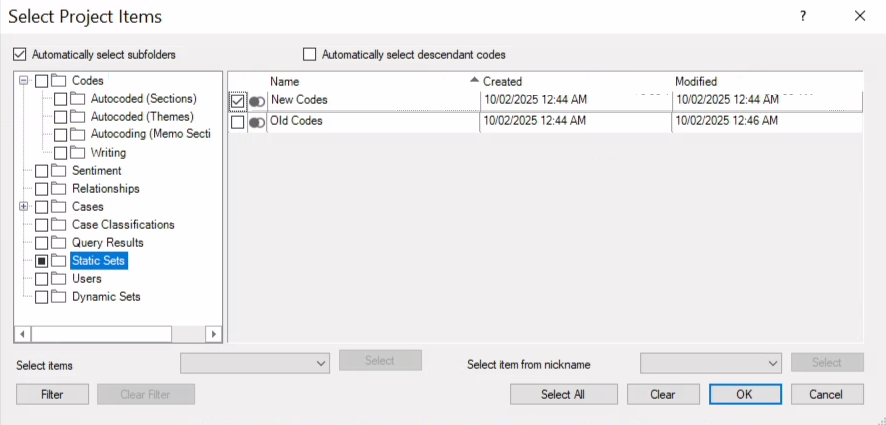 Select Project Items ?
Automatically select subfolders Automatically select descendant codes
Codes
Autocoded (Sections)
Autocoded (Themes)
Autocoding (Memo Secti
Writing
Sentiment
Relationships
Cases
Case Classifications
Query Results
Static Sets
Users
Dynamic Sets
Name Created Modified
New Codes 10/02/2025 12:44 AM 10/02/2025 12:44 AM
Old Codes 10/02/2025 12:44 AM 10/02/2025 12:46 AM
Select items Select Select item from nickname Select
Filter Clear Filter Select All Clear OK Cancel